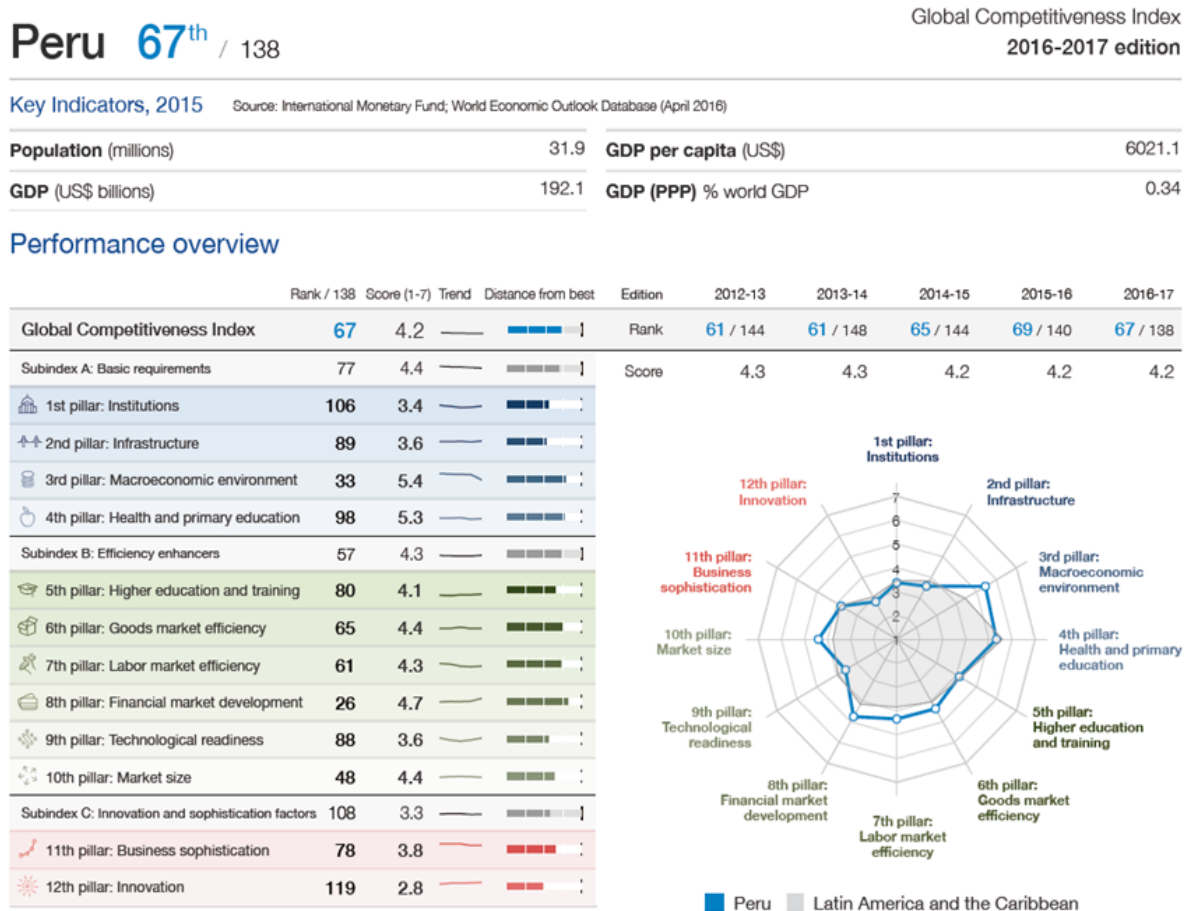 Peru 67th / 138
Global Competitiveness Index
2016-2017 edition
Key Indicators, 2015 Source: International Monetary Fund; World Economic Outlook Database (April 2016)
Population (millions) 31.9 GDP per capita (US$) 6021.1
GDP (US$ billions) 192.1 GDP (PPP) % world GDP 0.34
Performance overview
Rank / 138 Score (1-7) Trend Distance from best Edition 2012-13 2013-14 2014-15 2015-16 2016-17
Global Competitiveness Index 67 4.2 Rank 61 / 144 61 / 148 65 / 144 69 / 140 67 / 138
Subindex A: Basic requirements 77 4.4 Score 4.3 4.3 4.2 4.2 4.2
1st pillar: Institutions 106 3.4
2nd pillar: Infrastructure 89 3.6
3rd pillar: Macroeconomic environment 33 5.4
4th pillar: Health and primary education 98 5.3
Subindex B: Efficiency enhancers 57 4.3
5th pillar: Higher education and training 80 4.1
6th pillar: Goods market efficiency 65 4.4
7th pillar: Labor market efficiency 61 4.3
8th pillar: Financial market development 26 4.7
9th pillar: Technological readiness 88 3.6
10th pillar: Market size 48 4.4
Subindex C: Innovation and sophistication factors 108 3.3
11th pillar: Business sophistication 78 3.8
12th pillar: Innovation 119 2.8
1st pillar:
Institutions
2nd pillar:
Infrastructure
3rd pillar:
Macroeconomic
environment
4th pillar:
Health and primary
education
5th pillar:
Higher education
and training
6th pillar:
Goods market
efficiency
7th pillar:
Labor market
efficiency
8th pillar:
Financial market
development
9th pillar:
Technological
readiness
10th pillar:
Market size
11th pillar:
Business
sophistication
12th pillar:
Innovation
7
6
5
4
3
2
1
Peru Latin America and the Caribbean